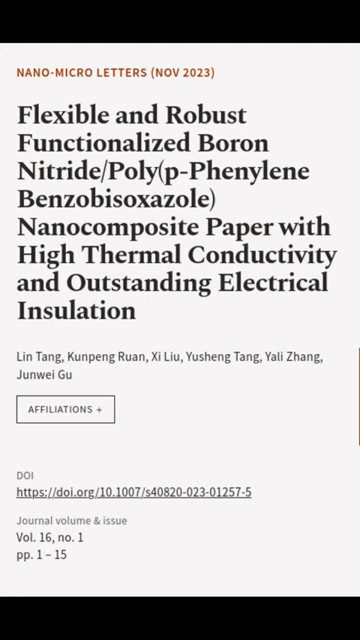 NANO-MICRO LETTERS (NOV 2023)
Flexible and Robust
Functionalized Boron
Nitride/Poly(p-Phenylene
Benzobisoxazole)
Nanocomposite Paper with
High Thermal Conductivity
and Outstanding Electrical
Insulation
Lin Tang, Kunpeng Ruan, Xi Liu, Yusheng Tang, Yali Zhang,
Junwei Gu
AFFILIATIONS +
DOI
https://doi.org/10.1007/s40820-023-01257-5
Journal volume & issue
Vol. 16, no. 1
pp. 1 – 15